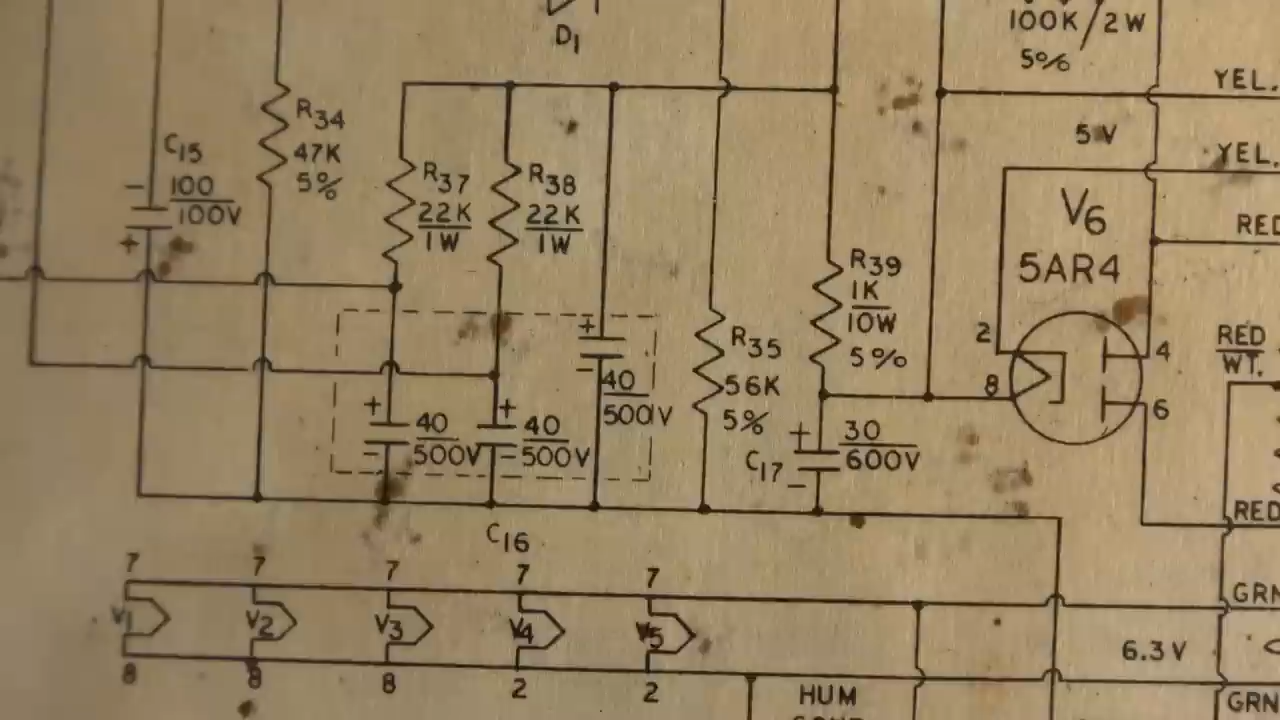 D1
100K/2W
5%
YEL.
5V
YEL.
R34
47K
5%
C15
-
100
100V
+
R37
22K
1W
R38
22K
1W
V6
5AR4
RED
R39
1K
10W
5%
+
-
40
500V
R35
56K
5%
2
8
4
6
RED
WT.
+
40
500V
-
+
40
500V
-
+
30
600V
C17
-
RED
C16
7
7
7
7
7
V1
V2
V3
V4
V5
8
8
8
2
2
GRN
6.3V
HUM
GRN